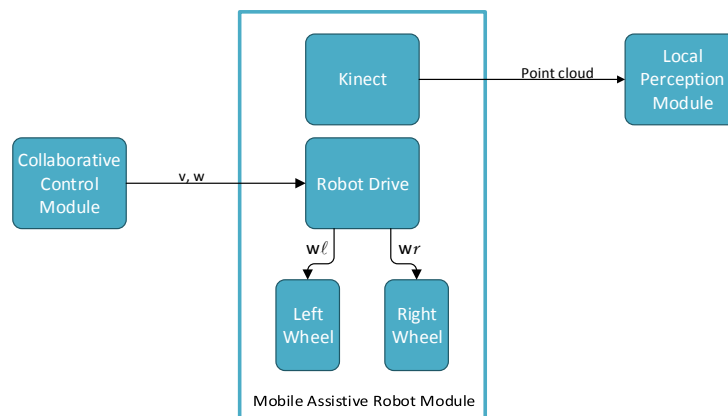 Kinect
Point cloud
Local
Perception
Module
Collaborative
Control
Module
v, w
Robot Drive
wℓ
wr
Left
Wheel
Right
Wheel
Mobile Assistive Robot Module